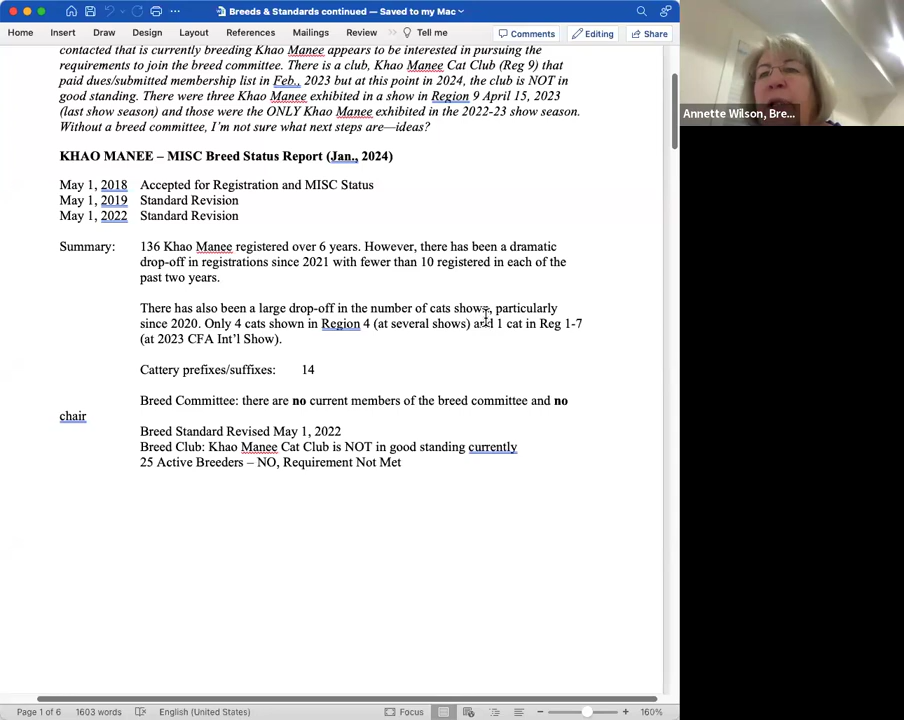 Breeds & Standards continued — Saved to my Mac
Home Insert Draw Design Layout References Mailings Review Tell me Comments Editing Share
contacted that is currently breeding Khao Manee appears to be interested in pursuing the
requirements to join the breed committee. There is a club, Khao Manee Cat Club (Reg 9) that
paid dues/submitted membership list in Feb., 2023 but at this point in 2024, the club is NOT in
good standing. There were three Khao Manee exhibited in a show in Region 9 April 15, 2023
(last show season) and those were the ONLY Khao Manee exhibited in the 2022-23 show season.
Without a breed committee, I'm not sure what next steps are—ideas?
KHAO MANEE – MISC Breed Status Report (Jan., 2024)
May 1, 2018 Accepted for Registration and MISC Status
May 1, 2019 Standard Revision
May 1, 2022 Standard Revision
Summary: 136 Khao Manee registered over 6 years. However, there has been a dramatic
drop-off in registrations since 2021 with fewer than 10 registered in each of the
past two years.
There has also been a large drop-off in the number of cats shows, particularly
since 2020. Only 4 cats shown in Region 4 (at several shows) and 1 cat in Reg 1-7
(at 2023 CFA Int'l Show).
Cattery prefixes/suffixes: 14
Breed Committee: there are no current members of the breed committee and no
chair
Breed Standard Revised May 1, 2022
Breed Club: Khao Manee Cat Club is NOT in good standing currently
25 Active Breeders – NO, Requirement Not Met
Page 1 of 6 1603 words English (United States) Focus 160%
Annette Wilson, Bre...